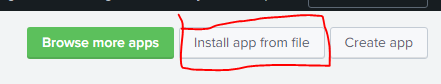 Browse more apps
Install app from file
Create app